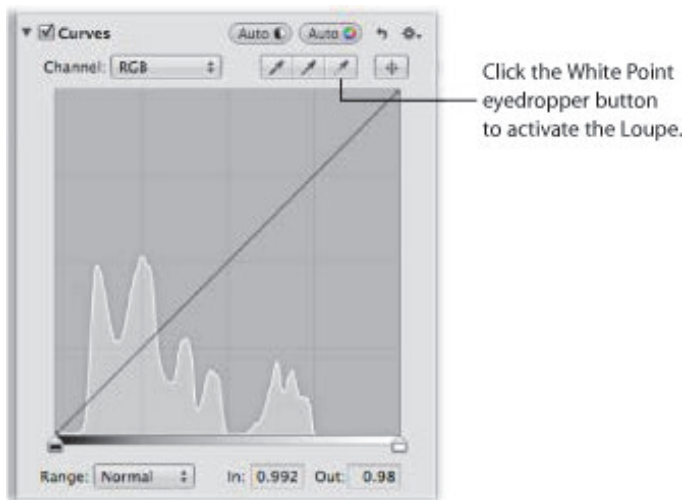 Curves Auto Auto
Channel: RGB
Click the White Point
eyedropper button
to activate the Loupe.
Range: Normal In: 0.992 Out: 0.98